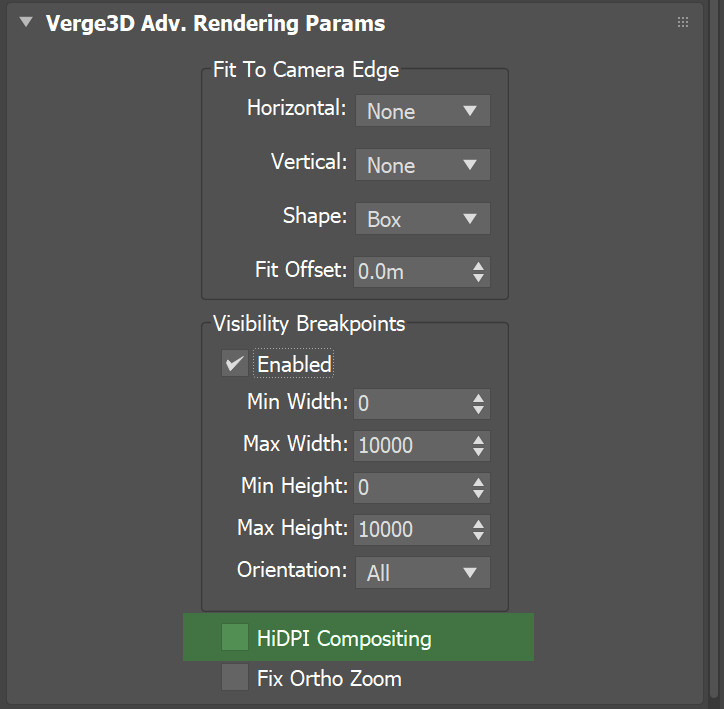 Verge3D Adv. Rendering Params
Fit To Camera Edge
Horizontal: None
Vertical: None
Shape: Box
Fit Offset: 0.0m
Visibility Breakpoints
Enabled
Min Width: 0
Max Width: 10000
Min Height: 0
Max Height: 10000
Orientation: All
HiDPI Compositing
Fix Ortho Zoom